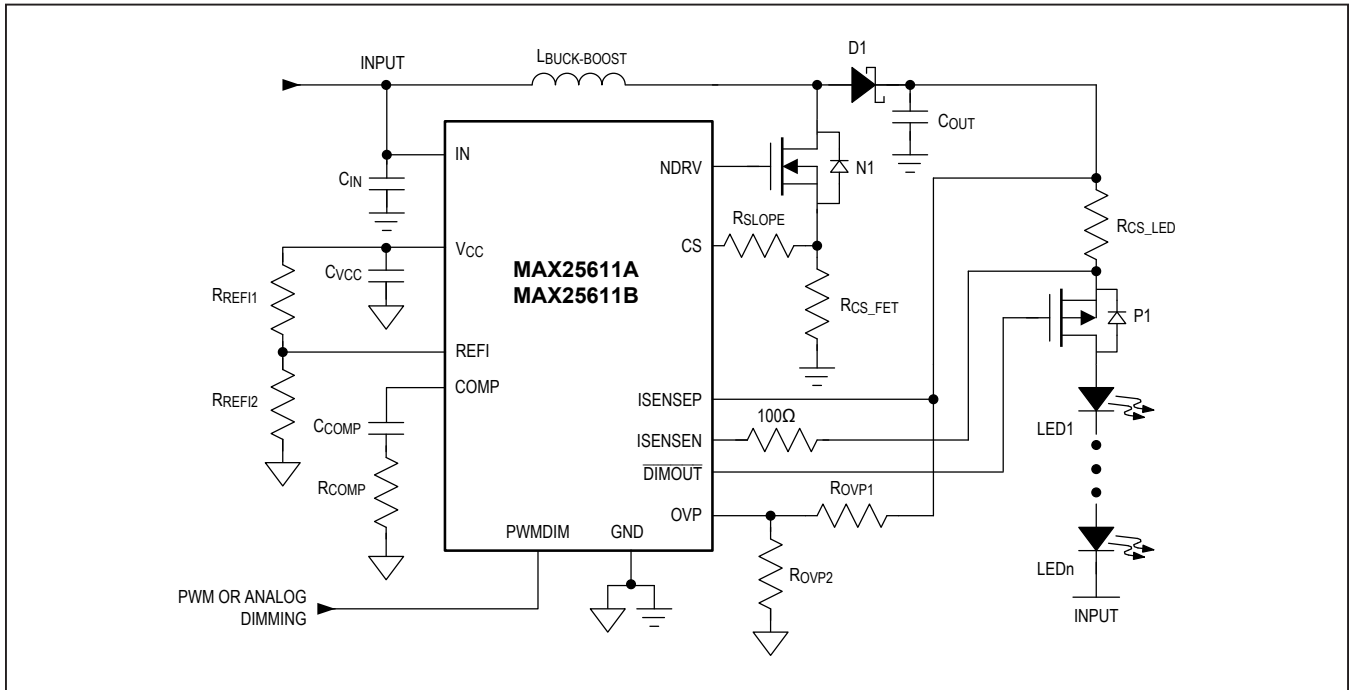 INPUT
LBUCK-BOOST
D1
COUT
IN
NDRV
N1
CIN
RSLOPE
RCS_LED
VCC
CS
CVCC
MAX25611A
MAX25611B
RREFI1
RCS_FET
P1
REFI
COMP
RREFI2
ISENSEP
100Ω
LED1
CCOMP
ISENSEN
DIMOUT
RCOMP
ROVP1
OVP
PWMDIM
GND
LEDn
ROVP2
PWM OR ANALOG
DIMMING
INPUT